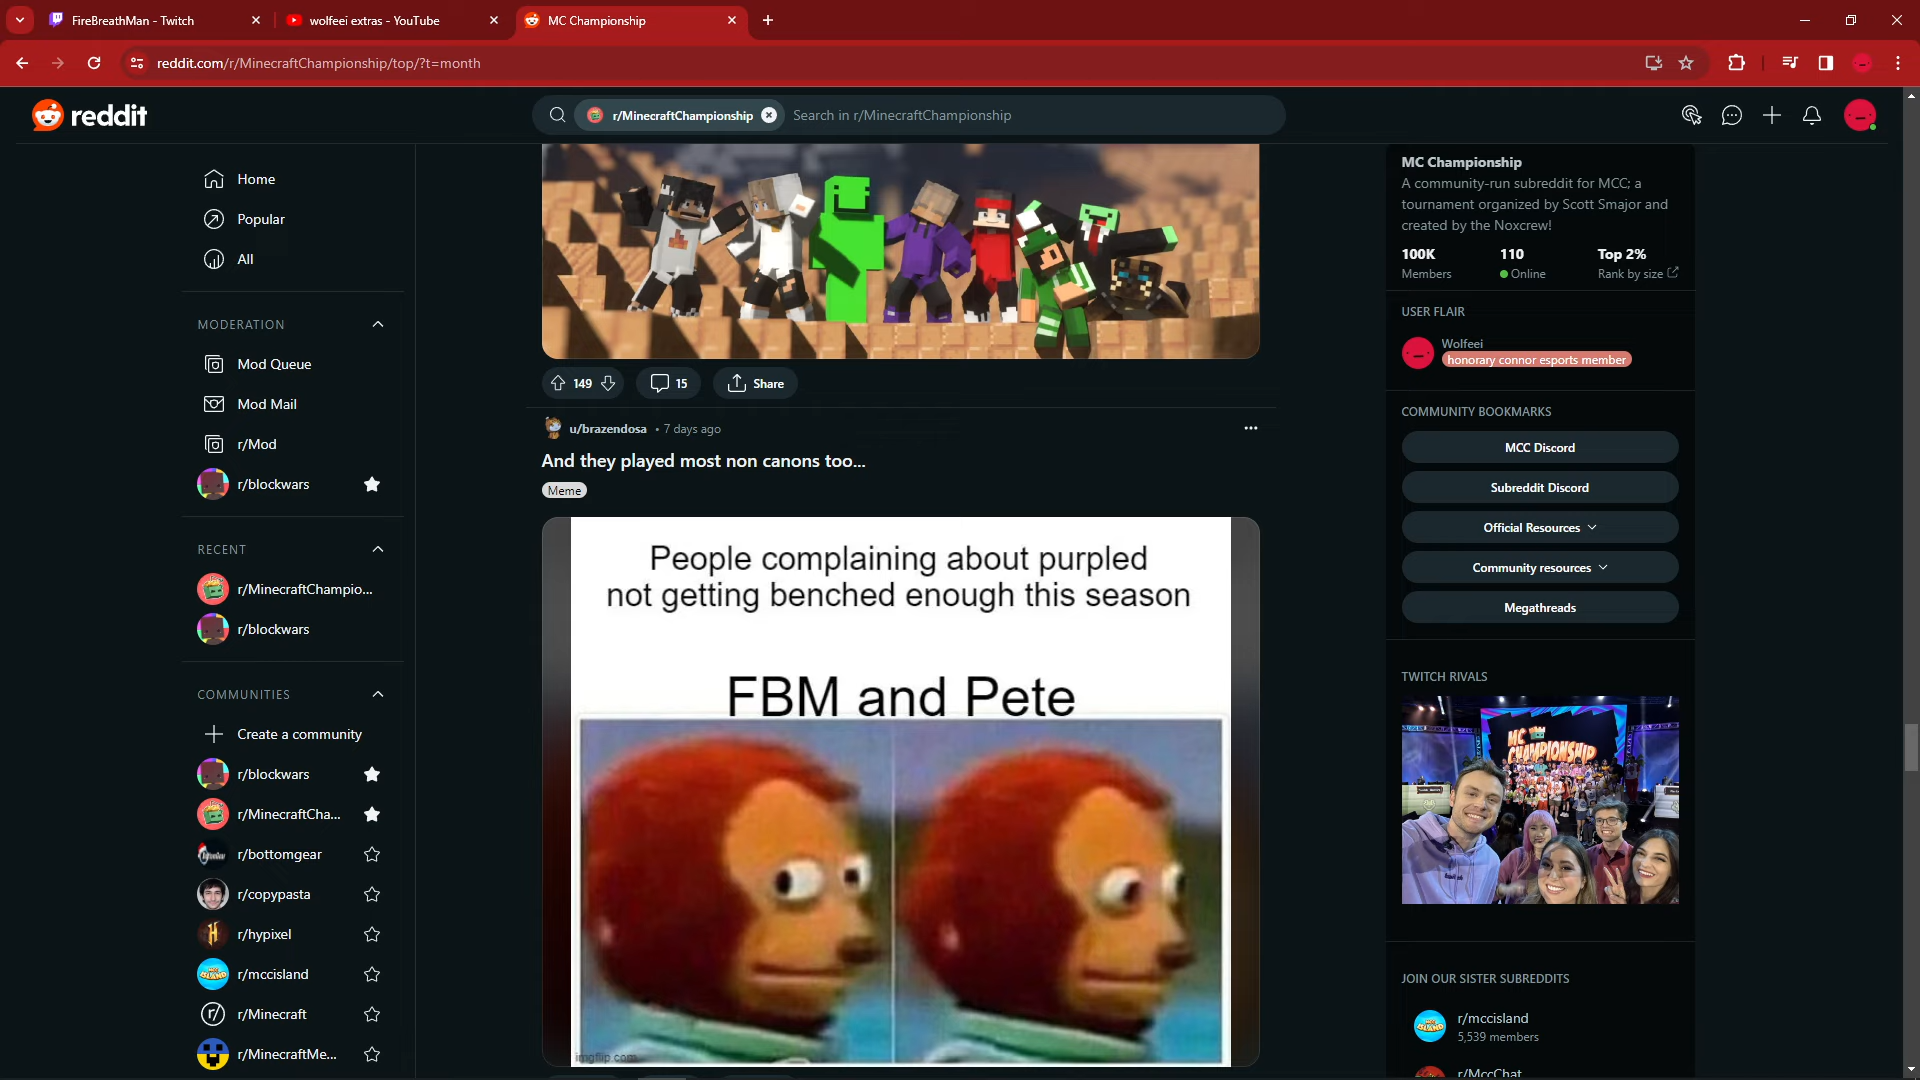 FireBreathMan - Twitch
wolfeei extras - YouTube
MC Championship
reddit.com/r/MinecraftChampionship/top/?t=month
reddit
r/MinecraftChampionship
Search in r/MinecraftChampionship
Home
Popular
All
MODERATION
Mod Queue
Mod Mail
r/Mod
r/blockwars
RECENT
r/MinecraftChampio...
r/blockwars
COMMUNITIES
Create a community
r/blockwars
r/MinecraftCha...
r/bottomgear
r/copypasta
r/hypixel
r/mccisland
r/Minecraft
r/MinecraftMe...
149
15
Share
u/brazendosa • 7 days ago
And they played most non canons too...
Meme
People complaining about purpled
not getting benched enough this season
FBM and Pete
imgflip.com
MC Championship
A community-run subreddit for MCC; a
tournament organized by Scott Smajor and
created by the Noxcrew!
100K
Members
110
Online
Top 2%
Rank by size
USER FLAIR
Wolfeei
honorary connor esports member
COMMUNITY BOOKMARKS
MCC Discord
Subreddit Discord
Official Resources
Community resources
Megathreads
TWITCH RIVALS
MC
CHAMPIONSHIP
JOIN OUR SISTER SUBREDDITS
r/mccisland
5,539 members
r/MccChat